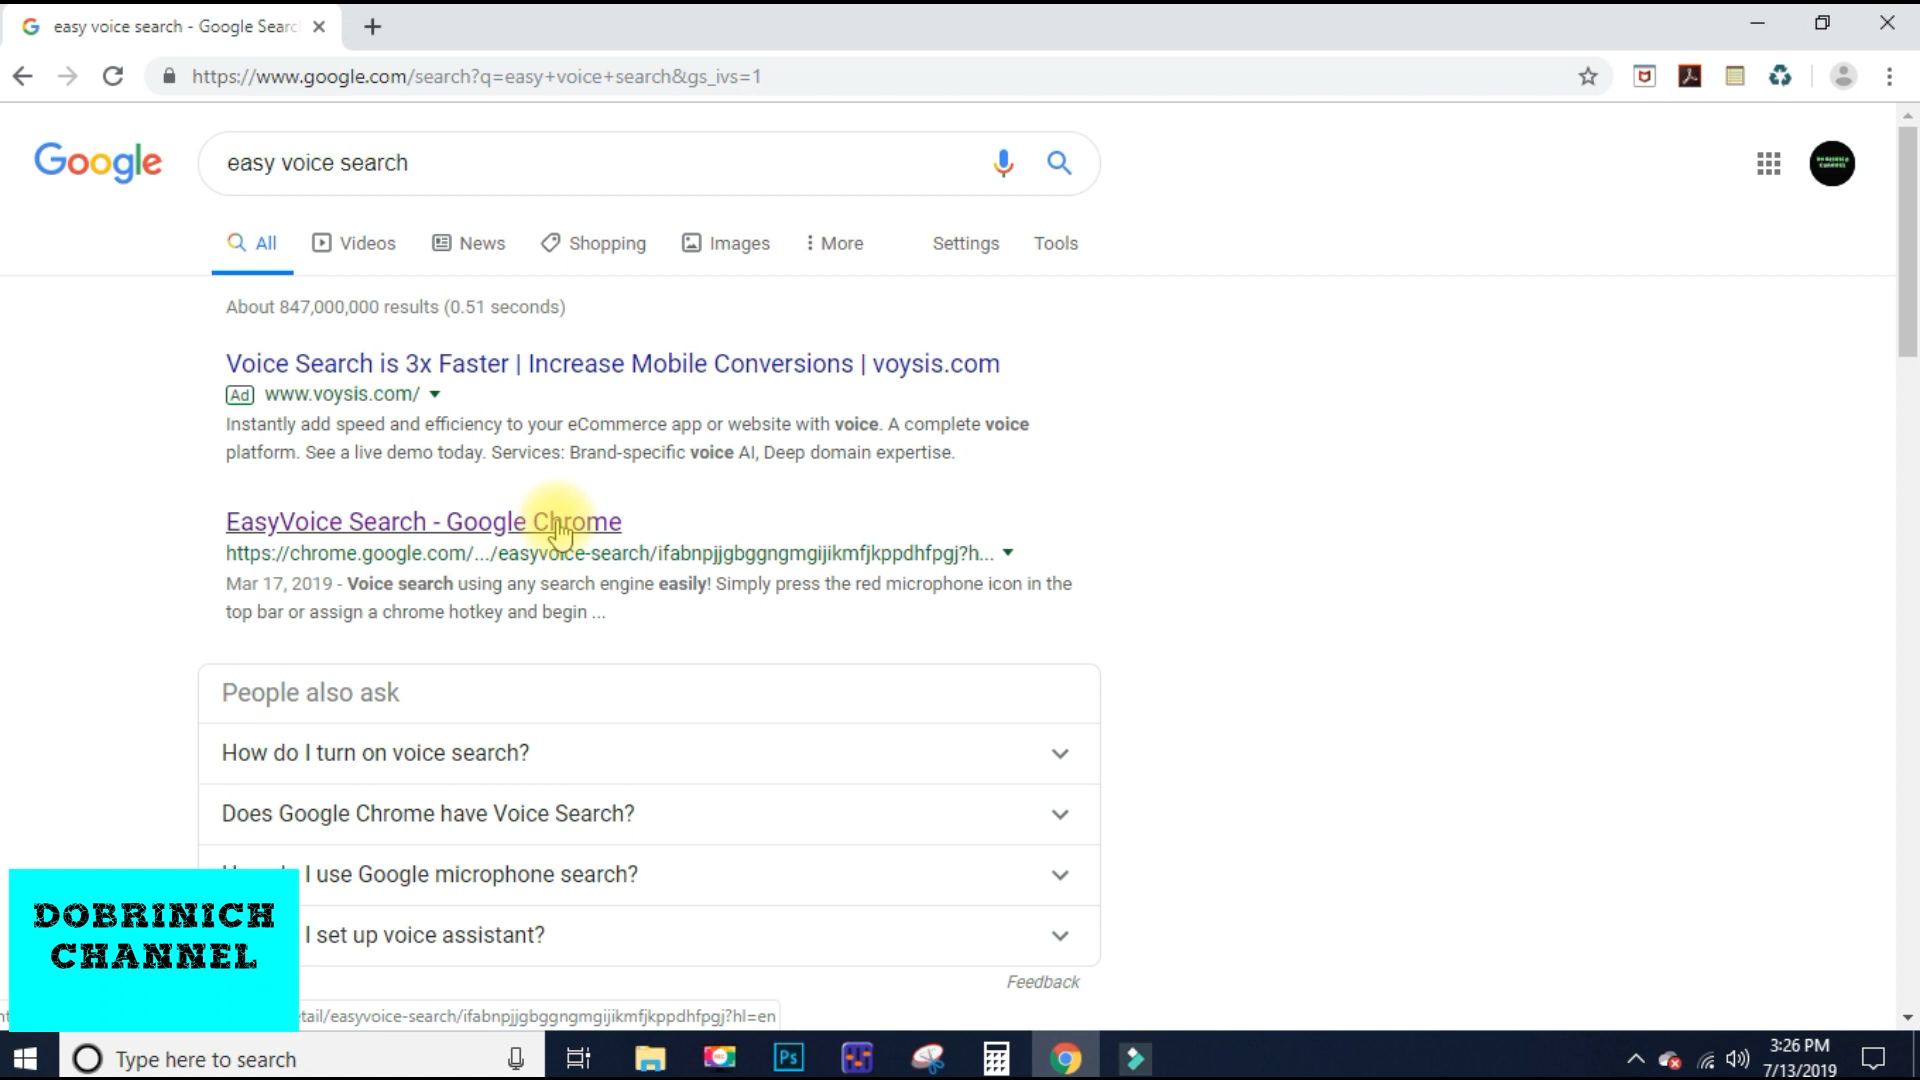 easy voice search - Google Sear
https://www.google.com/search?q=easy+voice+search&gs_ivs=1
Google
easy voice search
All
Videos
News
Shopping
Images
More
Settings
Tools
About 847,000,000 results (0.51 seconds)
Voice Search is 3x Faster | Increase Mobile Conversions | voysis.com
Ad www.voysis.com/
Instantly add speed and efficiency to your eCommerce app or website with voice. A complete voice
platform. See a live demo today. Services: Brand-specific voice AI, Deep domain expertise.
EasyVoice Search - Google Chrome
https://chrome.google.com/.../easyvoice-search/ifabnpjjgbggngmgijikmfjkppdhfpgj?h...
Mar 17, 2019 - Voice search using any search engine easily! Simply press the red microphone icon in the
top bar or assign a chrome hotkey and begin ...
People also ask
How do I turn on voice search?
Does Google Chrome have Voice Search?
I use Google microphone search?
I set up voice assistant?
Feedback
DOBRINICH
CHANNEL
tail/easyvoice-search/ifabnpjjgbggngmgijikmfjkppdhfpgj?hl=en
Type here to search
Ps
3:26 PM
7/13/2019